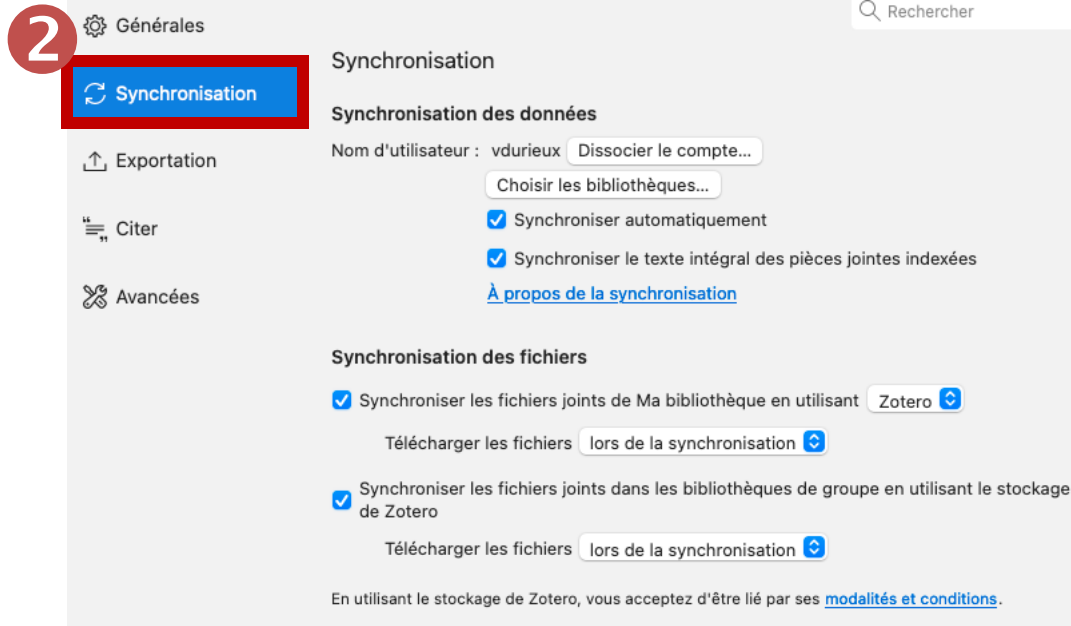 2
Générales
Rechercher
Synchronisation
Synchronisation
Synchronisation des données
Nom d'utilisateur : vdurieux Dissocier le compte...
Choisir les bibliothèques...
Exportation
Synchroniser automatiquement
Citer
Synchroniser le texte intégral des pièces jointes indexées
À propos de la synchronisation
Avancées
Synchronisation des fichiers
Synchroniser les fichiers joints de Ma bibliothèque en utilisant Zotero
Télécharger les fichiers lors de la synchronisation
Synchroniser les fichiers joints dans les bibliothèques de groupe en utilisant le stockage
de Zotero
Télécharger les fichiers lors de la synchronisation
En utilisant le stockage de Zotero, vous acceptez d'être lié par ses modalités et conditions.